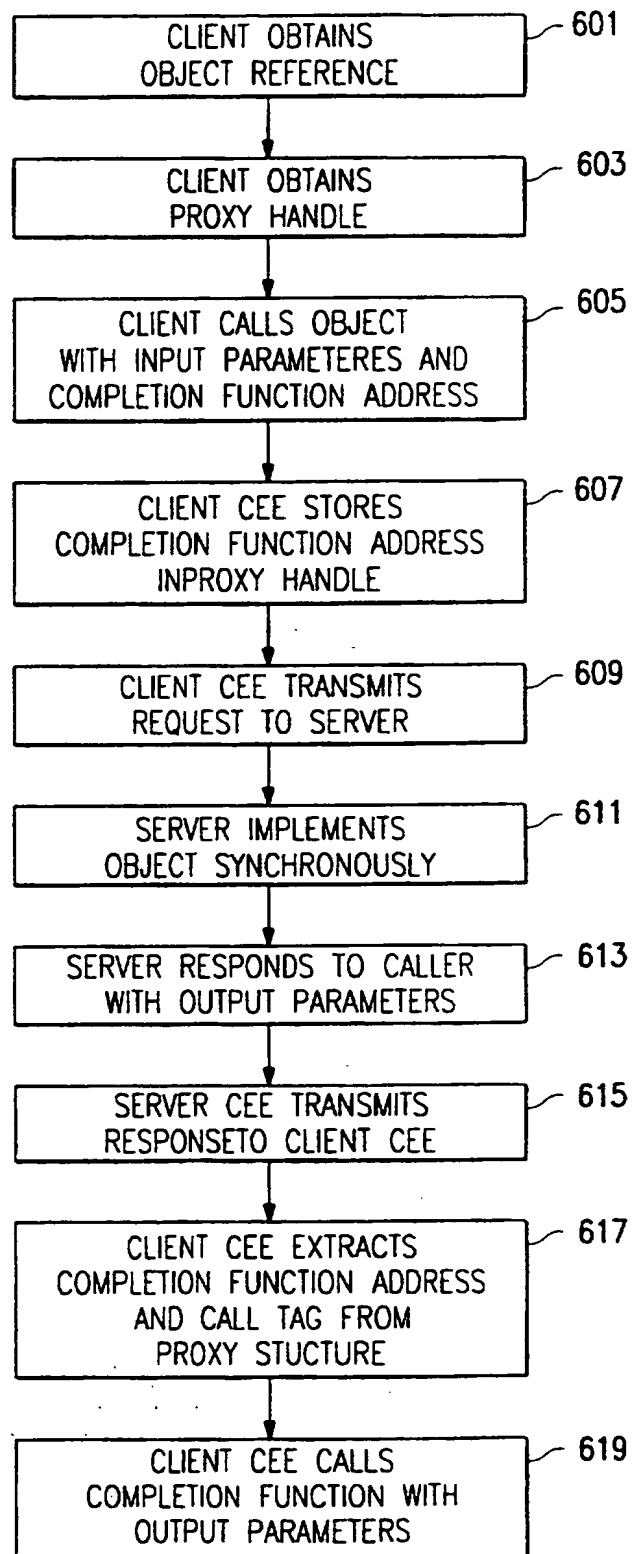 CLIENT OBTAINS
OBJECT REFERENCE
601
CLIENT OBTAINS
PROXY HANDLE
603
CLIENT CALLS OBJECT
WITH INPUT PARAMETERES AND
COMPLETION FUNCTION ADDRESS
605
CLIENT CEE STORES
COMPLETION FUNCTION ADDRESS
INPROXY HANDLE
607
CLIENT CEE TRANSMITS
REQUEST TO SERVER
609
SERVER IMPLEMENTS
OBJECT SYNCHRONOUSLY
611
SERVER RESPONDS TO CALLER
WITH OUTPUT PARAMETERS
613
SERVER CEE TRANSMITS
RESPONSETO CLIENT CEE
615
CLIENT CEE EXTRACTS
COMPLETION FUNCTION ADDRESS
AND CALL TAG FROM
PROXY STUCTURE
617
CLIENT CEE CALLS
COMPLETION FUNCTION WITH
OUTPUT PARAMETERS
619